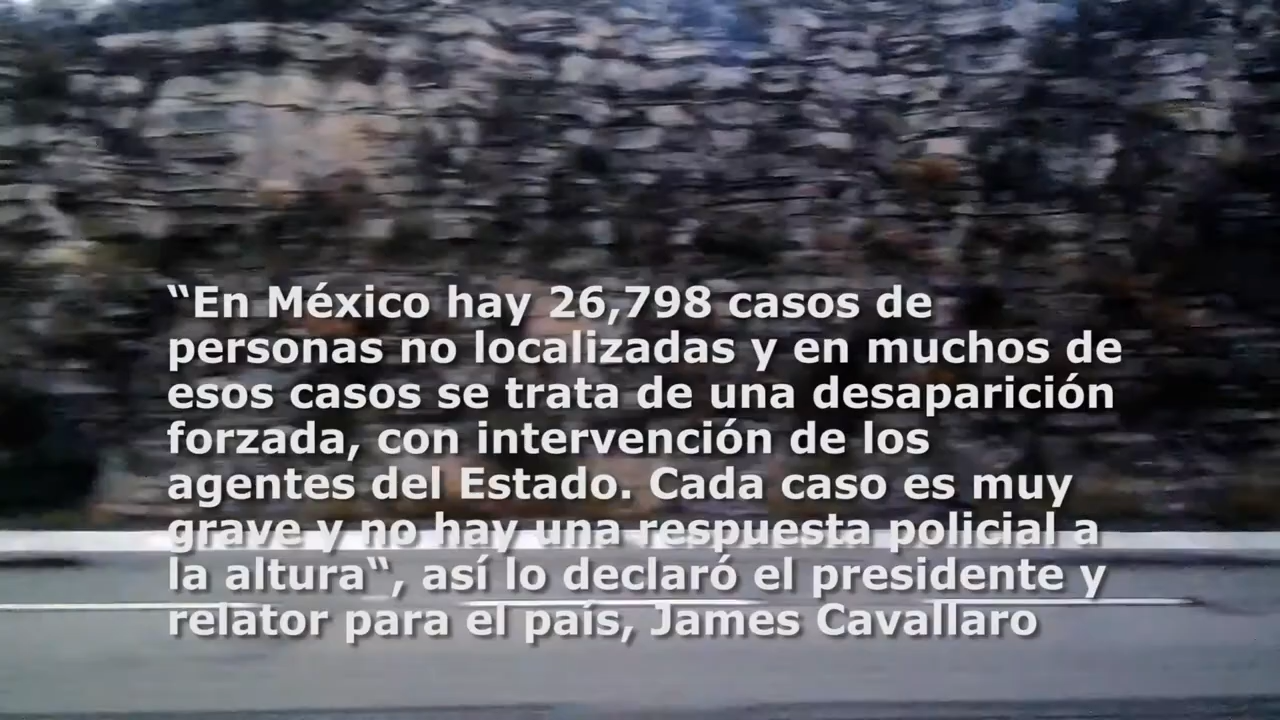 “En México hay 26,798 casos de
personas no localizadas y en muchos de
esos casos se trata de una desaparición
forzada, con intervención de los
agentes del Estado. Cada caso es muy
grave y no hay una respuesta policial a
la altura“, así lo declaró el presidente y
relator para el país, James Cavallaro